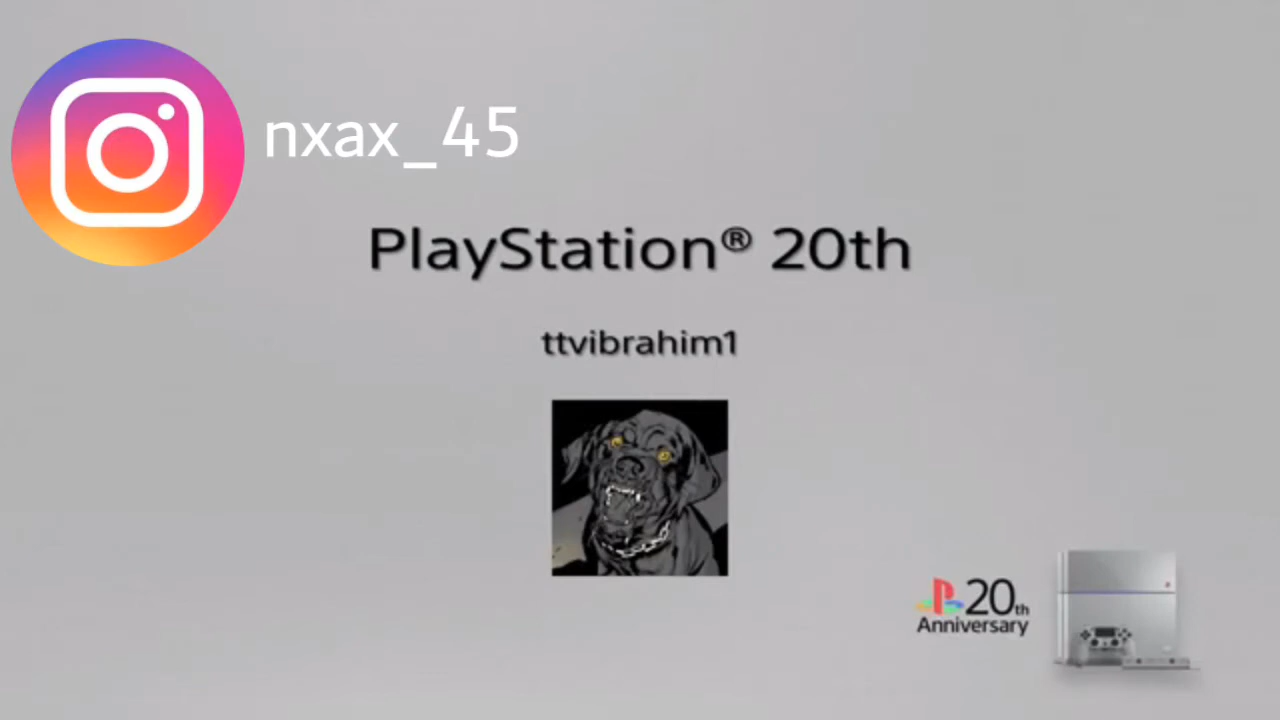 nxax_45
PlayStation® 20th
ttvibrahim1
20th
Anniversary